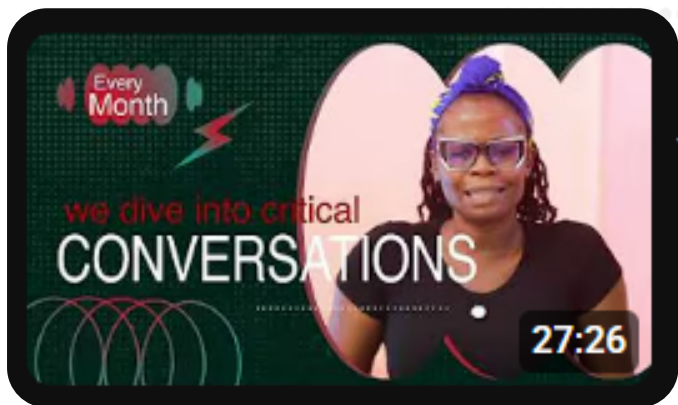 Every
Month
we dive into critical
CONVERSATIONS
27:26